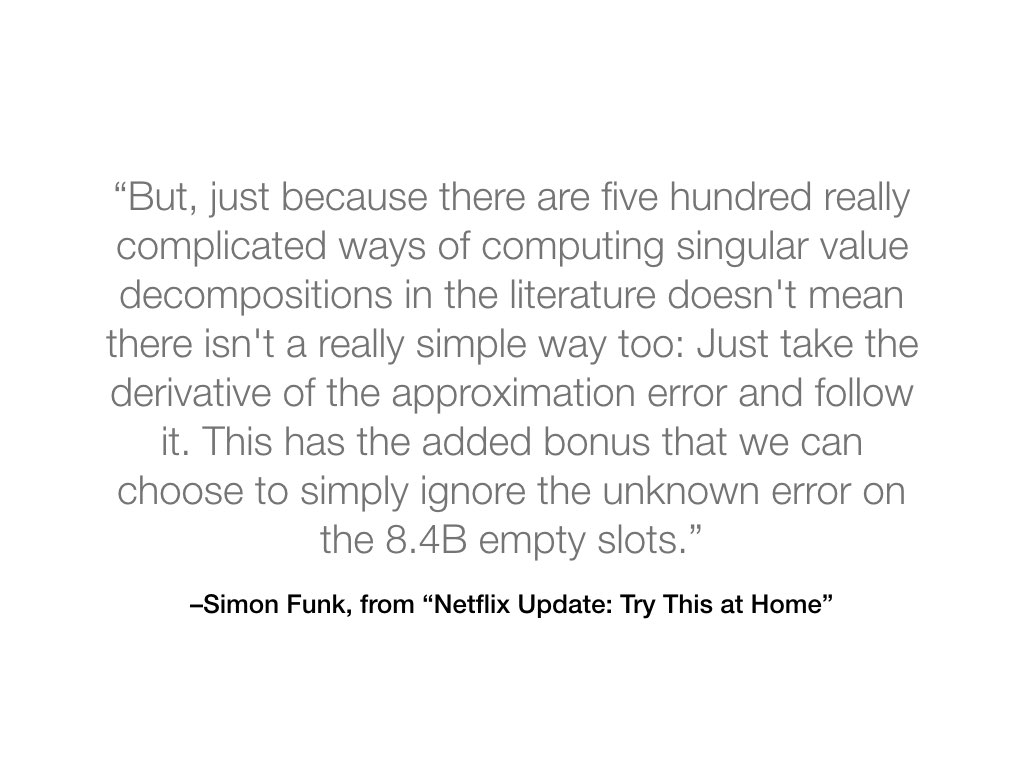 “But, just because there are five hundred really
complicated ways of computing singular value
decompositions in the literature doesn't mean
there isn't a really simple way too: Just take the
derivative of the approximation error and follow
it. This has the added bonus that we can
choose to simply ignore the unknown error on
the 8.4B empty slots.”
–Simon Funk, from “Netflix Update: Try This at Home”